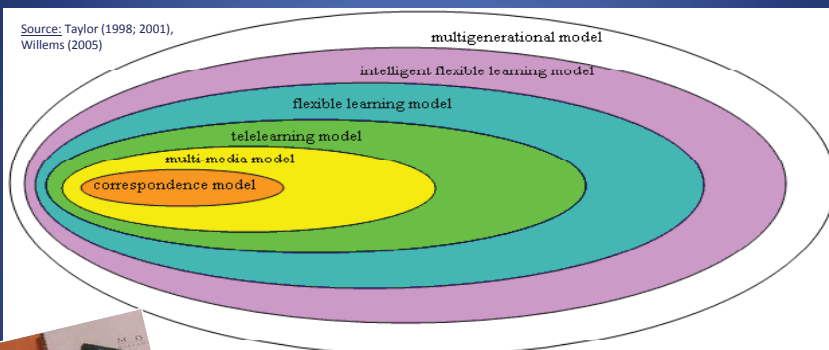 Source: Taylor (1998; 2001),
Willems (2005)
multigenerational model
intelligent flexible learning model
flexible learning model
telelearning model
multi-media model
correspondence model